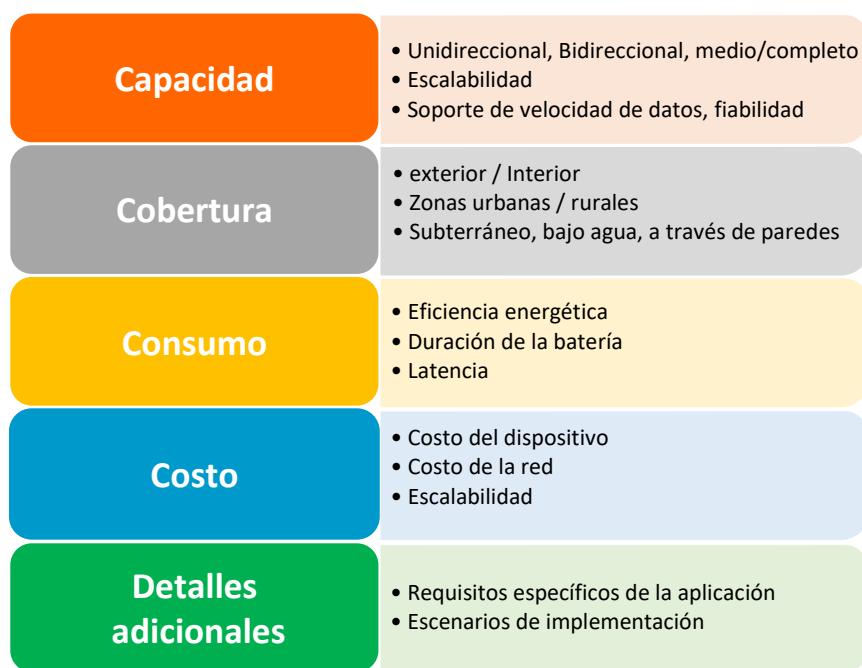 Capacidad
• Unidireccional, Bidireccional, medio/completo
• Escalabilidad
• Soporte de velocidad de datos, fiabilidad
Cobertura
• exterior / Interior
• Zonas urbanas / rurales
• Subterráneo, bajo agua, a través de paredes
Consumo
• Eficiencia energética
• Duración de la batería
• Latencia
Costo
• Costo del dispositivo
• Costo de la red
• Escalabilidad
Detalles
adicionales
• Requisitos específicos de la aplicación
• Escenarios de implementación